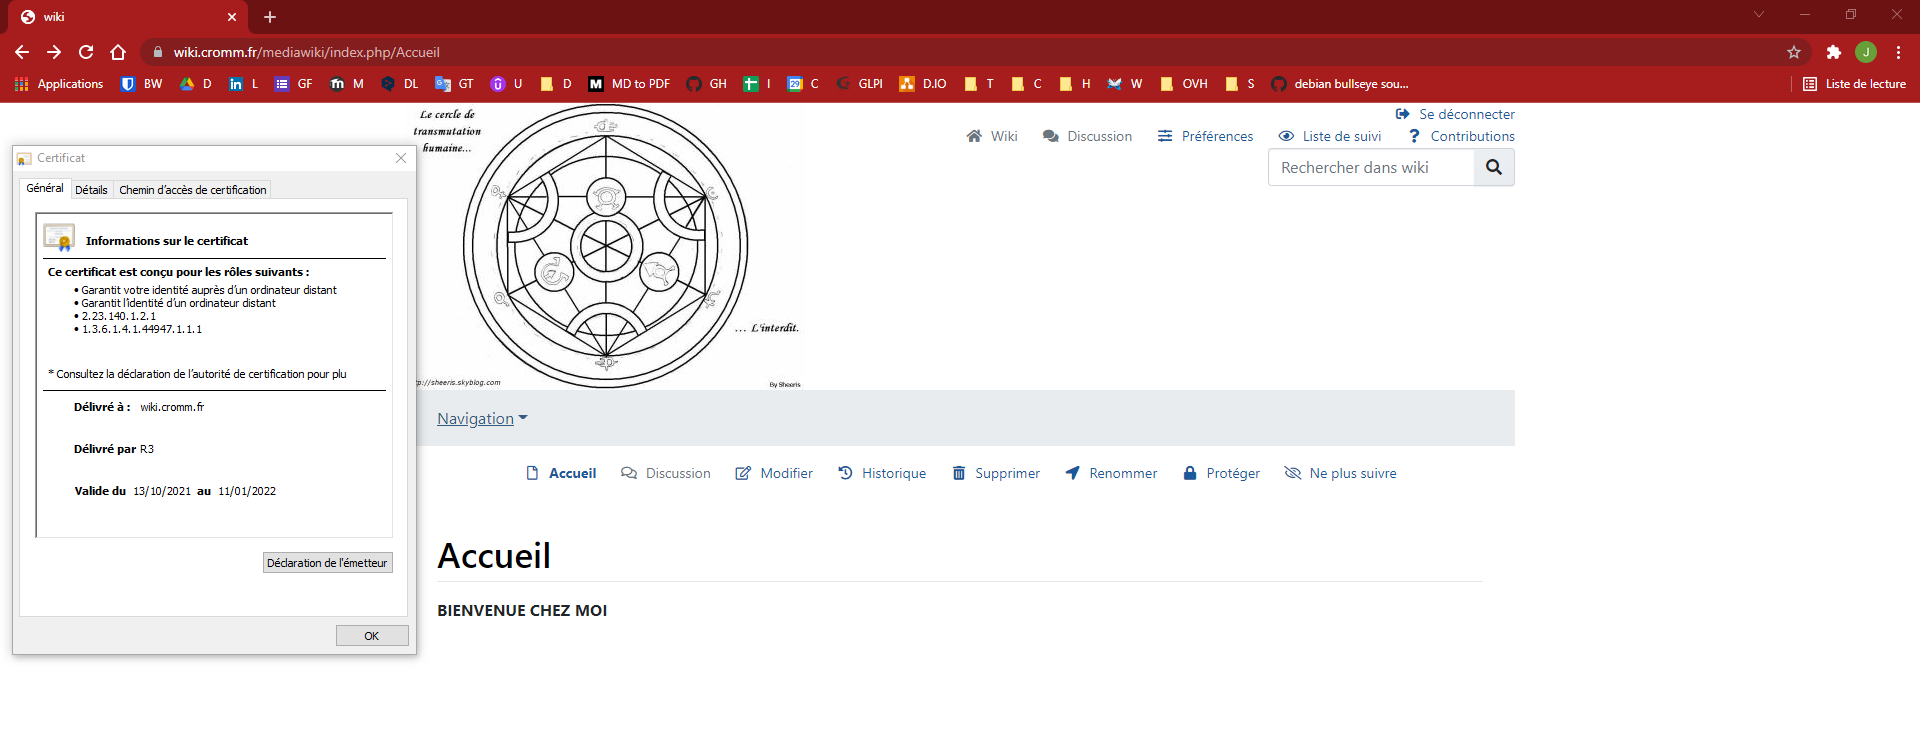 wiki
wiki.cromm.fr/mediawiki/index.php/Accueil
J
Applications BW D L GF M DL GT U D MD to PDF GH I C GLPI D.IO T C H W OVH S debian bullseye sou... Liste de lecture
Le cercle de
transmutation
humaine...
... L'interdit.
tp://sheeris.skyblog.com
By Sheeris
Se déconnecter
Wiki Discussion Préférences Liste de suivi Contributions
Rechercher dans wiki
Certificat
Général Détails Chemin d’accès de certification
Informations sur le certificat
Ce certificat est conçu pour les rôles suivants :
• Garantit votre identité auprès d’un ordinateur distant
• Garantit l’identité d’un ordinateur distant
• 2.23.140.1.2.1
• 1.3.6.1.4.1.44947.1.1.1
* Consultez la déclaration de l’autorité de certification pour plu
Délivré à : wiki.cromm.fr
Délivré par R3
Valide du 13/10/2021 au 11/01/2022
Déclaration de l'émetteur
OK
Navigation
Accueil Discussion Modifier Historique Supprimer Renommer Protéger Ne plus suivre
Accueil
BIENVENUE CHEZ MOI